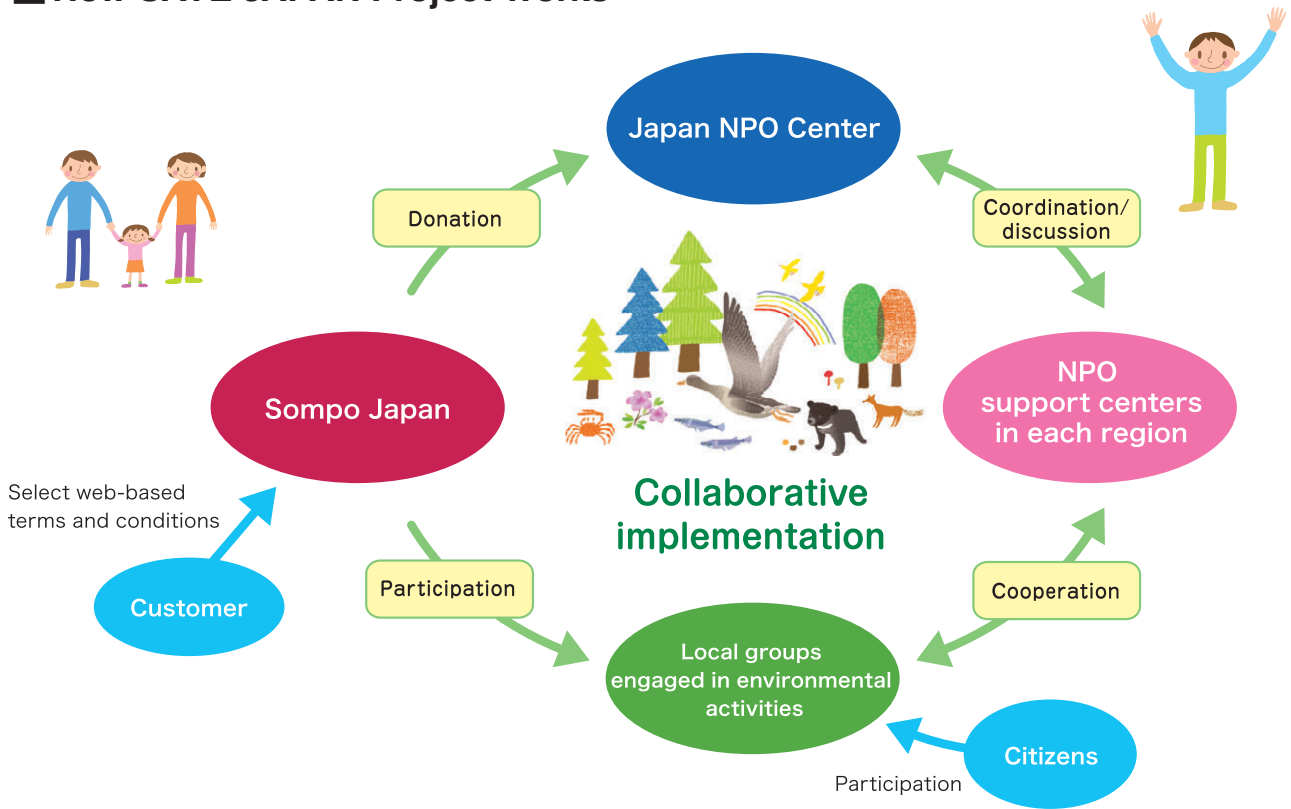 Japan NPO Center
Donation
Coordination/
discussion
Sompo Japan
NPO
support centers
in each region
Select web-based
terms and conditions
Collaborative
implementation
Customer
Participation
Cooperation
Local groups
engaged in environmental
activities
Citizens
Participation